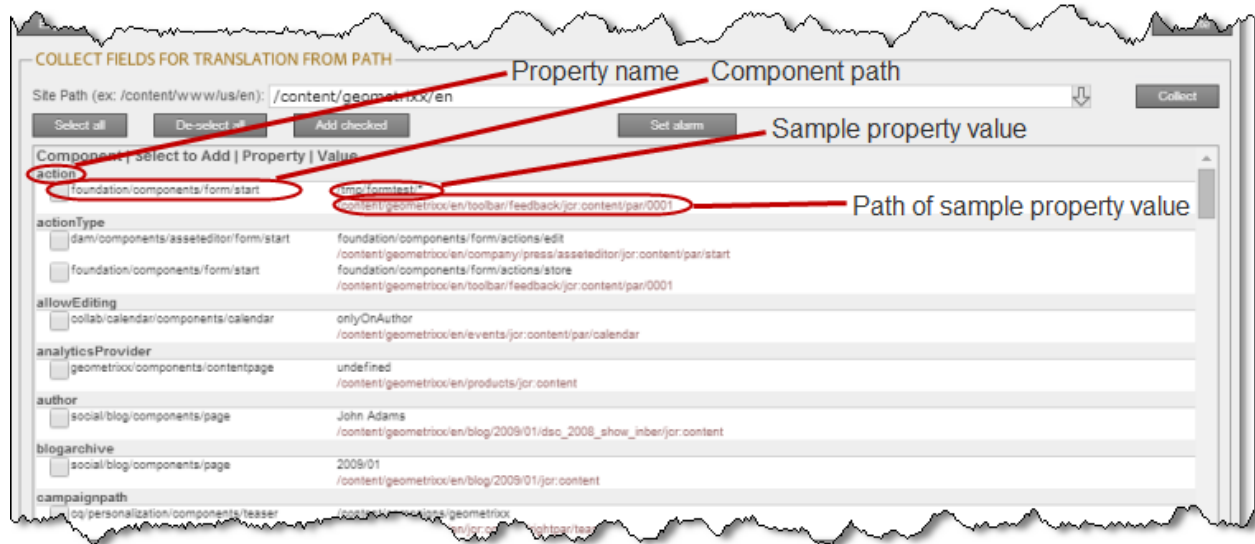 COLLECT FIELDS FOR TRANSLATION FROM PATH
Property name
Component path
Site Path (ex: /content/www/us/en): /content/geometrixx/en
Collect
Select all
De-select all
Add checked
Set alarm
Sample property value
Component | Select to Add | Property | Value
action
foundation/components/form/start
/tmp/formtest/*
/content/geometrixx/en/toolbar/feedback/jcr:content/par/0001
Path of sample property value
actionType
dam/components/asseteditor/form/start
foundation/components/form/actions/edit
/content/geometrixx/en/company/press/asseteditor/jcr:content/par/start
foundation/components/form/start
foundation/components/form/actions/store
/content/geometrixx/en/toolbar/feedback/jcr:content/par/0001
allowEditing
collab/calendar/components/calendar
onlyOnAuthor
/content/geometrixx/en/events/jcr:content/par/calendar
analyticsProvider
geometrixx/components/contentpage
undefined
/content/geometrixx/en/products/jcr:content
author
social/blog/components/page
John Adams
/content/geometrixx/en/blog/2009/01/dsc_2008_show_inber/jcr:content
blogarchive
social/blog/components/page
2009/01
/content/geometrixx/en/blog/2009/01/jcr:content
campaignpath
cq/personalization/components/teaser